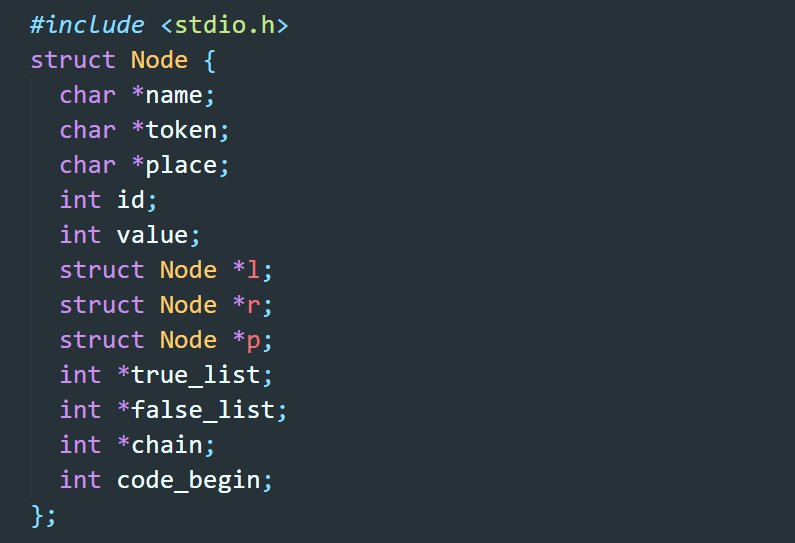 #include <stdio.h>
struct Node {
  char *name;
  char *token;
  char *place;
  int id;
  int value;
  struct Node *l;
  struct Node *r;
  struct Node *p;
  int *true_list;
  int *false_list;
  int *chain;
  int code_begin;
};